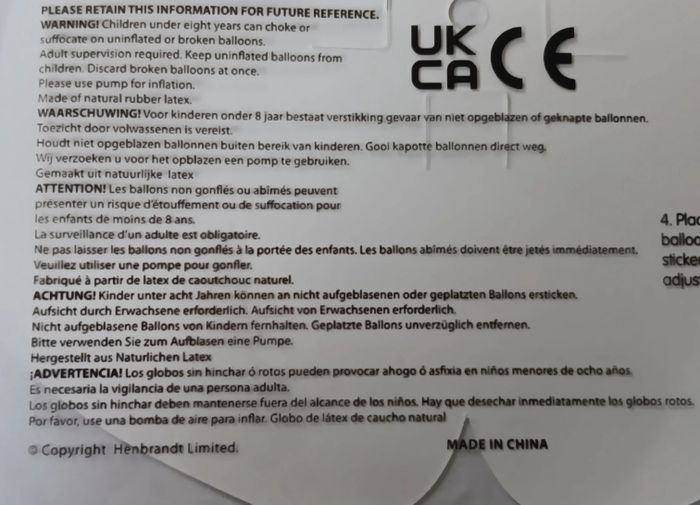 PLEASE RETAIN THIS INFORMATION FOR FUTURE REFERENCE.
WARNING! Children under eight years can choke or
suffocate on uninflated or broken balloons.
Adult supervision required. Keep uninflated balloons from
children. Discard broken balloons at once.
Please use pump for inflation.
Made of natural rubber latex.
UK
CA CE
WAARSCHUWING! Voor kinderen onder 8 jaar bestaat verstikking gevaar van niet opgeblazen of geknapte ballonnen.
Toezicht door volwassenen is vereist.
Houdt niet opgeblazen ballonnen buiten bereik van kinderen. Gooi kapotte ballonnen direct weg.
Wij verzoeken u voor het opblazen een pomp te gebruiken.
Gemaakt uit natuurlijke latex
ATTENTION! Les ballons non gonflés ou abîmés peuvent
présenter un risque d'étouffement ou de suffocation pour
les enfants de moins de 8 ans.
La surveillance d'un adulte est obligatoire.
Ne pas laisser les ballons non gonflés à la portée des enfants. Les ballons abîmés doivent être jetés immédiatement.
Veuillez utiliser une pompe pour gonfler.
Fabriqué à partir de latex de caoutchouc naturel.
ACHTUNG! Kinder unter acht Jahren können an nicht aufgeblasenen oder geplatzten Ballons ersticken.
Aufsicht durch Erwachsene erforderlich. Aufsicht von Erwachsenen erforderlich.
Nicht aufgeblasene Ballons von Kindern fernhalten. Geplatzte Ballons unverzüglich entfernen.
Bitte verwenden Sie zum Aufblasen eine Pumpe.
Hergestellt aus Naturlichen Latex
¡ADVERTENCIA! Los globos sin hinchar ó rotos pueden provocar ahogo ó asfixia en niños menores de ocho años.
Es necesaria la vigilancia de una persona adulta.
Los globos sin hinchar deben mantenerse fuera del alcance de los niños. Hay que desechar inmediatamente los globos rotos.
Por favor, use una bomba de aire para inflar. Globo de látex de caucho natural
© Copyright Henbrandt Limited.
MADE IN CHINA
4. Plac
balloo
sticke
adjus